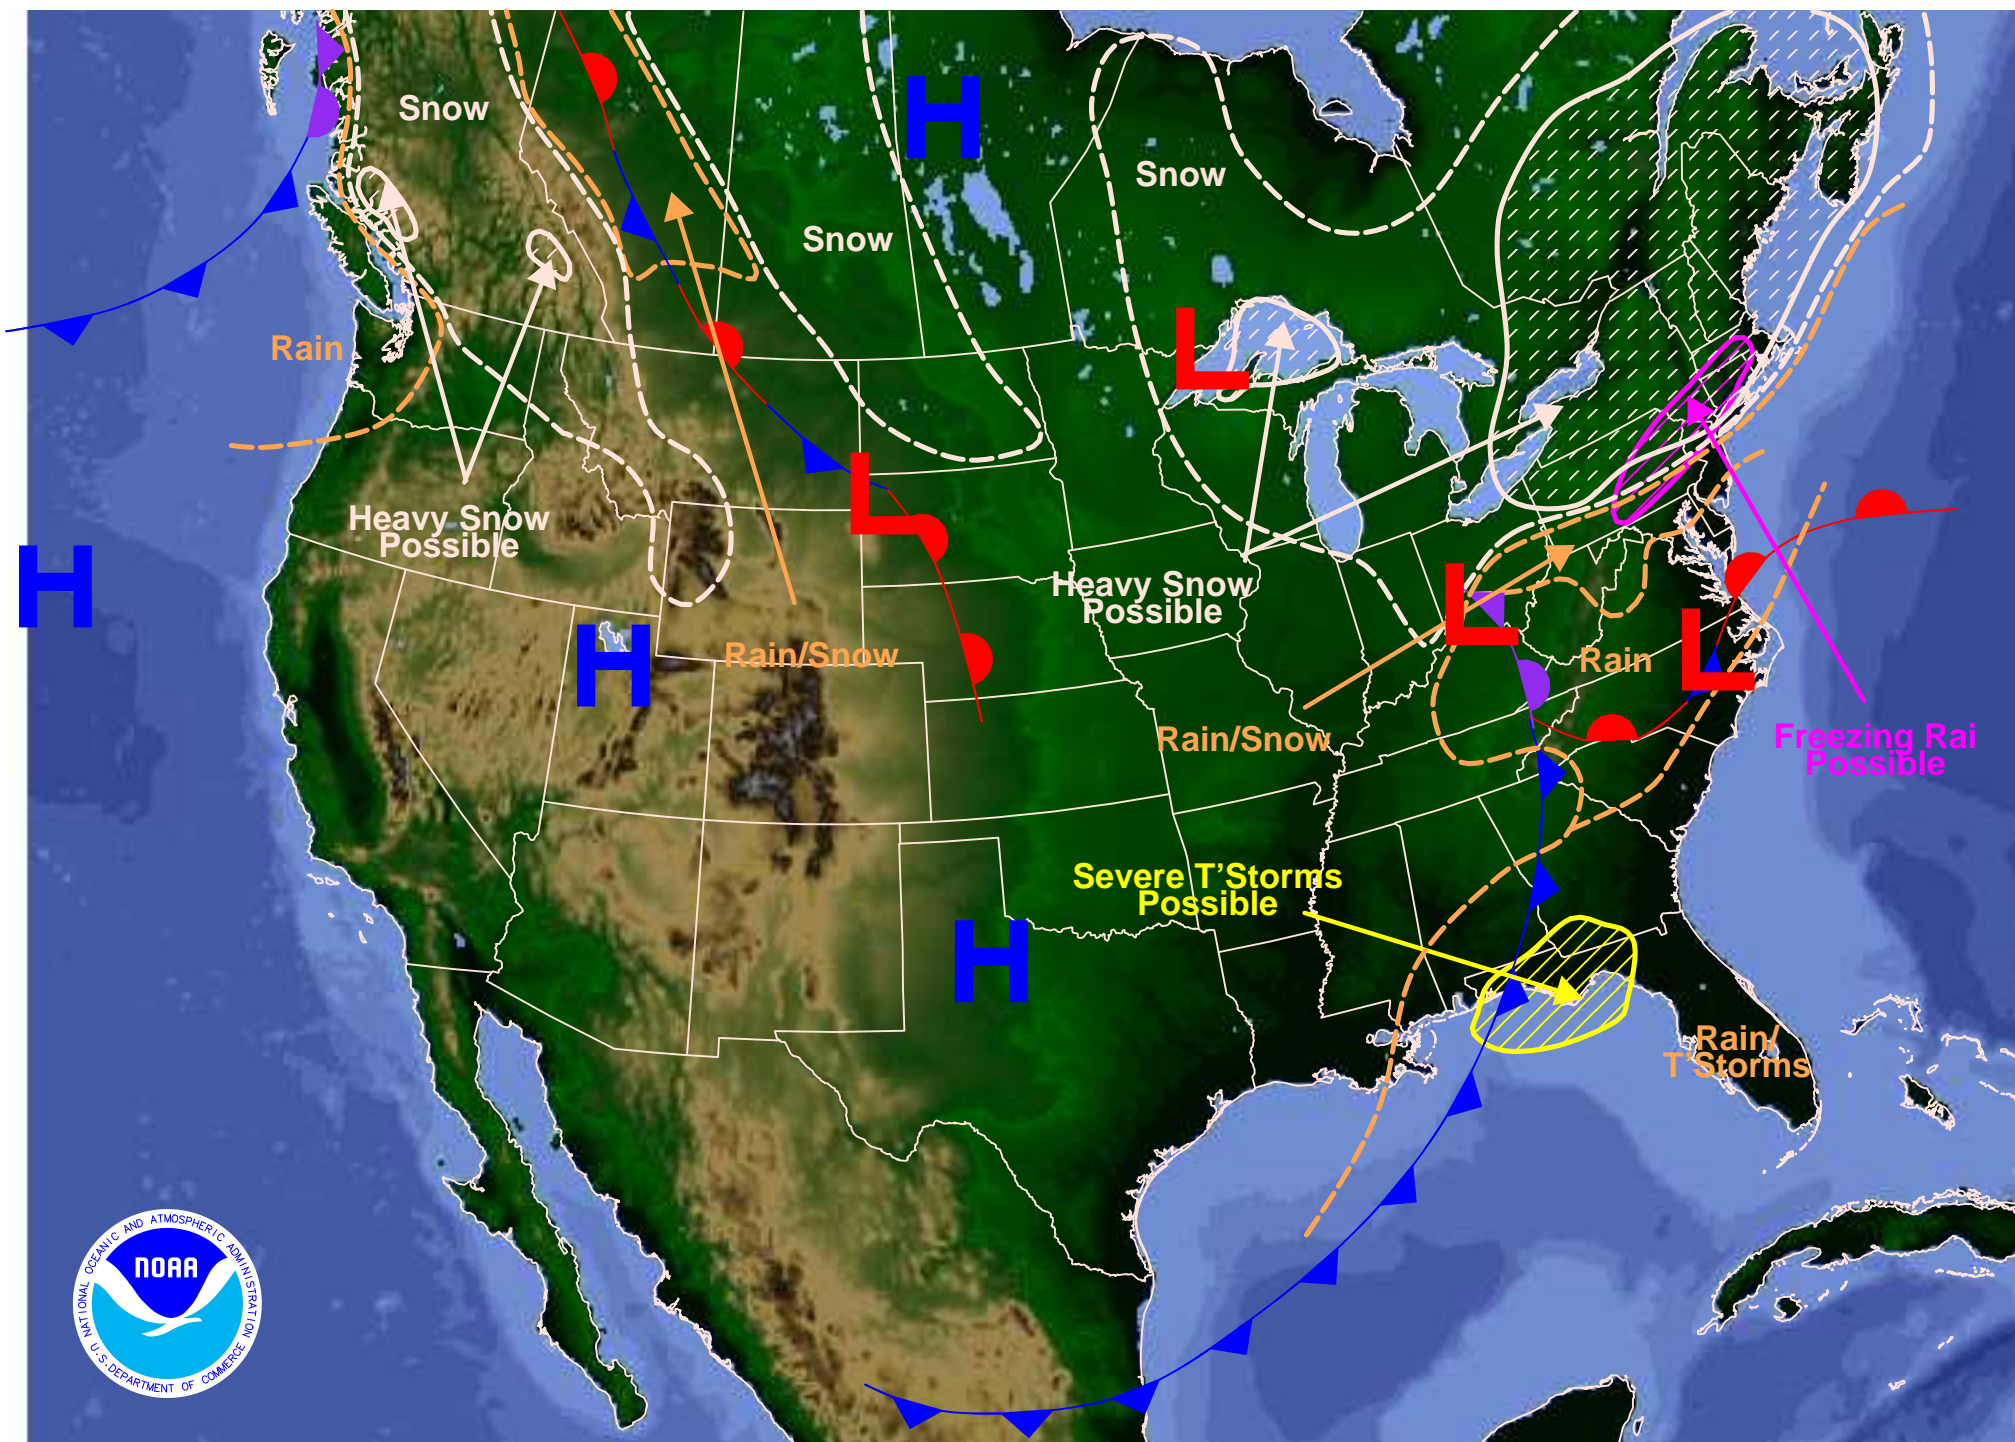 Snow
H
Snow
Snow
L
Rain
L
Heavy Snow
Possible
H
Heavy Snow
Possible
L
H
Rain/Snow
Rain
L
Rain/Snow
Freezing Rai
Possible
Severe T'Storms
Possible
H
Rain/
T'Storms
NATIONAL OCEANIC AND ATMOSPHERIC ADMINISTRATION
NOAA
U.S. DEPARTMENT OF COMMERCE